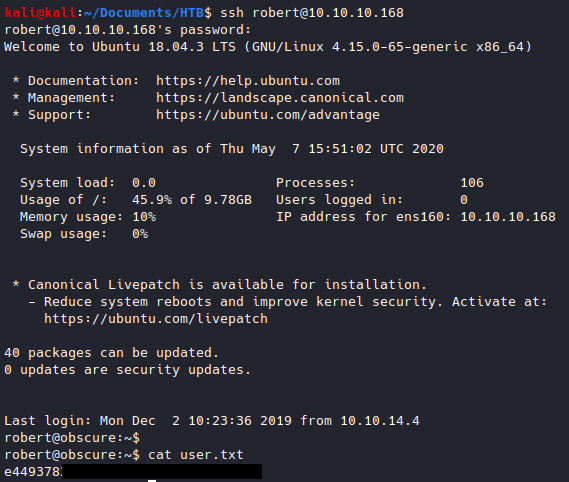 kali@kali:~/Documents/HTB$ ssh robert@10.10.10.168
robert@10.10.10.168's password:
Welcome to Ubuntu 18.04.3 LTS (GNU/Linux 4.15.0-65-generic x86_64)
* Documentation: https://help.ubuntu.com
* Management: https://landscape.canonical.com
* Support: https://ubuntu.com/advantage
System information as of Thu May 7 15:51:02 UTC 2020
System load: 0.0 Processes: 106
Usage of /: 45.9% of 9.78GB Users logged in: 0
Memory usage: 10% IP address for ens160: 10.10.10.168
Swap usage: 0%
* Canonical Livepatch is available for installation.
- Reduce system reboots and improve kernel security. Activate at:
https://ubuntu.com/livepatch
40 packages can be updated.
0 updates are security updates.
Last login: Mon Dec 2 10:23:36 2019 from 10.10.14.4
robert@obscure:~$
robert@obscure:~$ cat user.txt
e449378